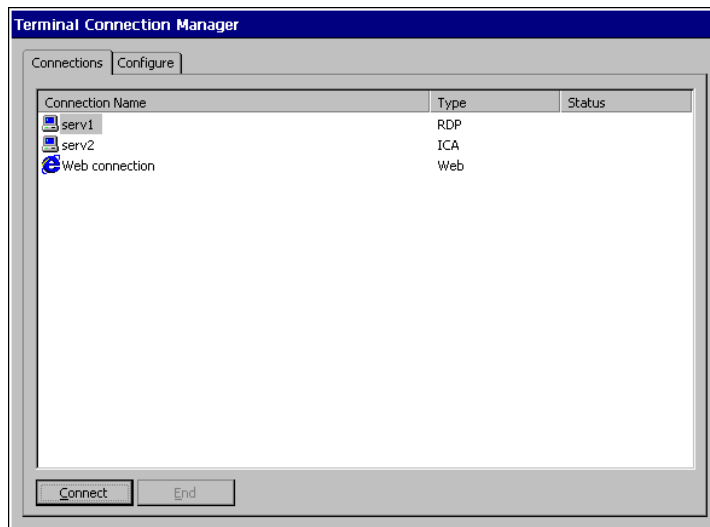 Terminal Connection Manager
Connections Configure
Connection Name Type Status
serv1 RDP
serv2 ICA
Web connection Web
Connect End